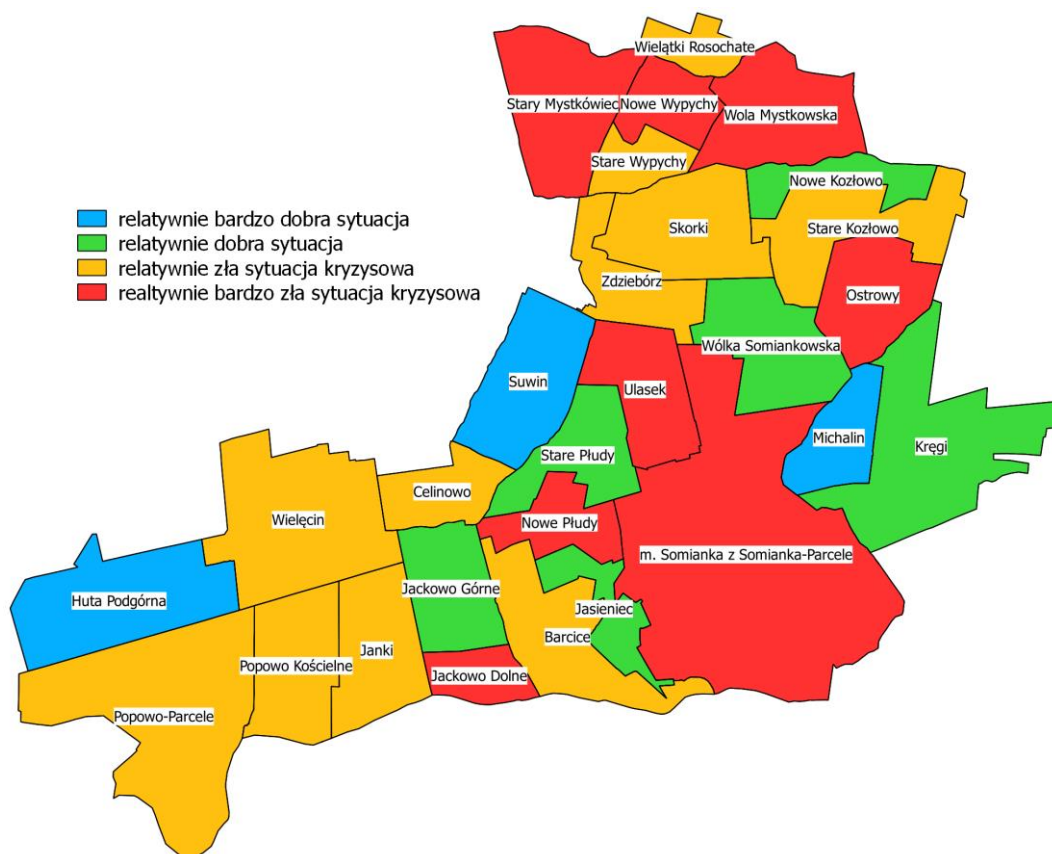 Wielątki Rosochate
Stary Mystkówiec
Nowe Wypychy
Wola Mystkowska
Stare Wypychy
Nowe Kozłowo
relatywnie bardzo dobra sytuacja
relatywnie dobra sytuacja
relatywnie zła sytuacja kryzysowa
realtywnie bardzo zła sytuacja kryzysowa
Skorki
Stare Kozłowo
Zdziebórz
Ostrowy
Wólka Somiankowska
Suwin
Ulasek
Michalin
Kręgi
Stare Płudy
Celinowo
Wielęcin
Nowe Płudy
m. Somianka z Somianka-Parcele
Huta Podgórna
Jackowo Górne
Jasieniec
Barcice
Janki
Popowo Kościelne
Jackowo Dolne
Popowo-Parcele